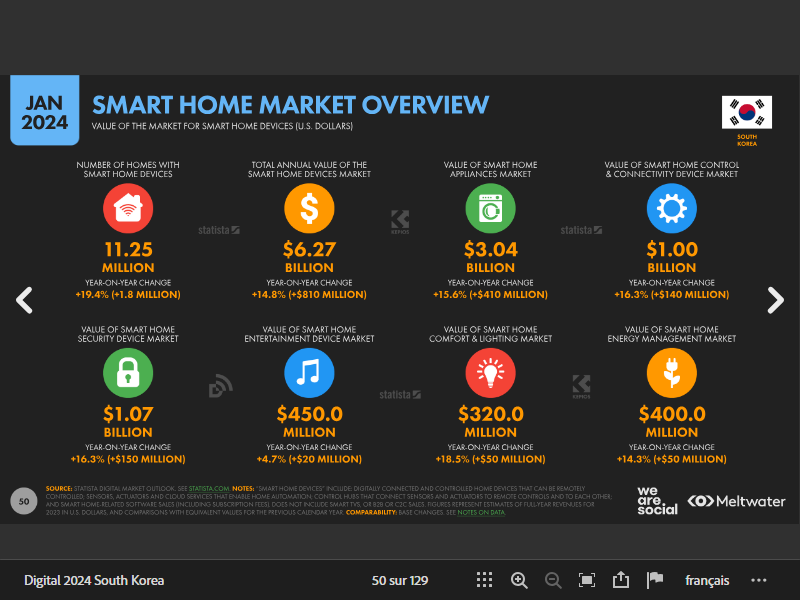 JAN
2024
SMART HOME MARKET OVERVIEW
VALUE OF THE MARKET FOR SMART HOME DEVICES (U.S. DOLLARS)
SOUTH
KOREA
NUMBER OF HOMES WITH
SMART HOME DEVICES
11.25
MILLION
YEAR-ON-YEAR CHANGE
+19.4% (+1.8 MILLION)
TOTAL ANNUAL VALUE OF THE
SMART HOME DEVICES MARKET
$6.27
BILLION
YEAR-ON-YEAR CHANGE
+14.8% (+$810 MILLION)
VALUE OF SMART HOME
APPLIANCES MARKET
$3.04
BILLION
YEAR-ON-YEAR CHANGE
+15.6% (+$410 MILLION)
VALUE OF SMART HOME CONTROL
& CONNECTIVITY DEVICE MARKET
$1.00
BILLION
YEAR-ON-YEAR CHANGE
+16.3% (+$140 MILLION)
statista
KEPIOS
statista
VALUE OF SMART HOME
SECURITY DEVICE MARKET
$1.07
BILLION
YEAR-ON-YEAR CHANGE
+16.3% (+$150 MILLION)
VALUE OF SMART HOME
ENTERTAINMENT DEVICE MARKET
$450.0
MILLION
YEAR-ON-YEAR CHANGE
+4.7% (+$20 MILLION)
VALUE OF SMART HOME
COMFORT & LIGHTING MARKET
$320.0
MILLION
YEAR-ON-YEAR CHANGE
+18.5% (+$50 MILLION)
VALUE OF SMART HOME
ENERGY MANAGEMENT MARKET
$400.0
MILLION
YEAR-ON-YEAR CHANGE
+14.3% (+$50 MILLION)
statista
KEPIOS
50
SOURCE: STATISTA DIGITAL MARKET OUTLOOK. SEE STATISTA.COM. NOTES: "SMART HOME DEVICES" INCLUDE: DIGITALLY CONNECTED AND CONTROLLED HOME DEVICES THAT CAN BE REMOTELY
CONTROLLED; SENSORS, ACTUATORS AND CLOUD SERVICES THAT ENABLE HOME AUTOMATION; CONTROL HUBS THAT CONNECT SENSORS AND ACTUATORS TO REMOTE CONTROLS AND TO EACH OTHER;
AND SMART HOME RELATED SOFTWARE SALES (INCLUDING SUBSCRIPTION FEES). DOES NOT INCLUDE SMART TVS, OR B2B OR C2C SALES. FIGURES REPRESENT ESTIMATES OF FULL-YEAR REVENUES FOR
2023 IN U.S. DOLLARS, AND COMPARISONS WITH EQUIVALENT VALUES FOR THE PREVIOUS CALENDAR YEAR. COMPARABILITY: BASE CHANGES. SEE NOTES ON DATA.
we
are.
social
Meltwater
Digital 2024 South Korea
50 sur 129
français